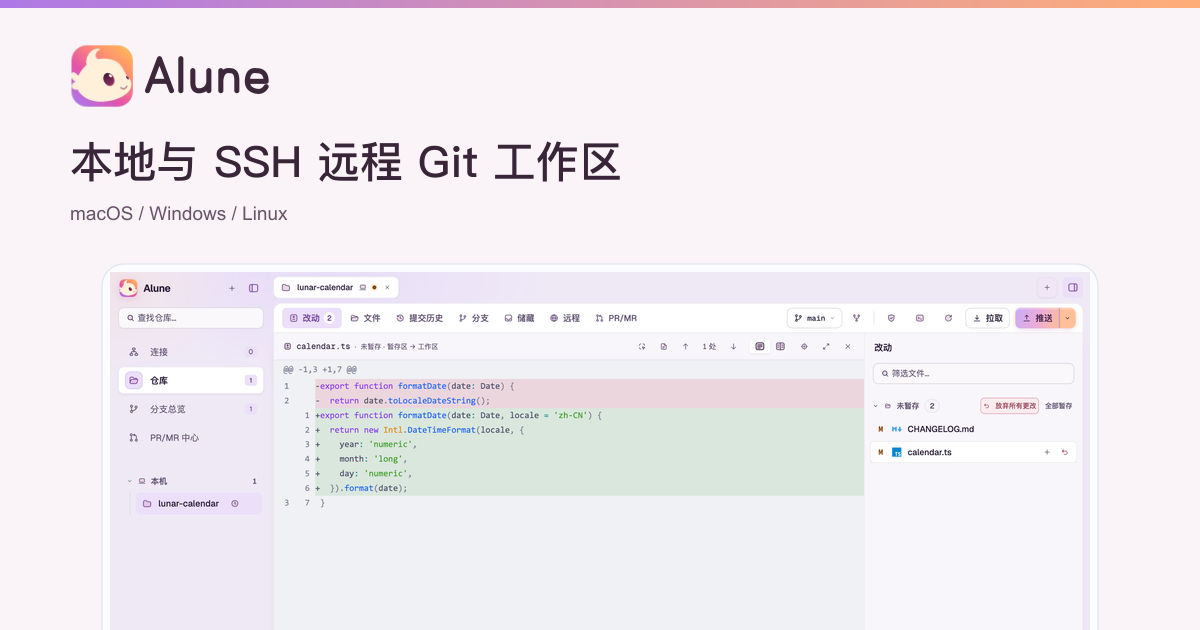 Alune
本地与 SSH 远程 Git 工作区
macOS / Windows / Linux
Alune
lunar-calendar
查找仓库...
改动 2 文件 提交历史 分支 储藏 远程 PR/MR
main
拉取
推送
连接 0
仓库 1
分支总览 1
PR/MR 中心
本机 1
lunar-calendar
calendar.ts · 未暂存 · 暂存区 → 工作区
1 处
@@ -1,3 +1,7 @@
1 -export function formatDate(date: Date) {
2 - return date.toLocaleDateString();
1 +export function formatDate(date: Date, locale = 'zh-CN') {
2 + return new Intl.DateTimeFormat(locale, {
3 + year: 'numeric',
4 + month: 'long',
5 + day: 'numeric',
6 + }).format(date);
3 7 }
改动
筛选文件...
未暂存 2 放弃所有更改 全部暂存
M CHANGELOG.md
M TS calendar.ts